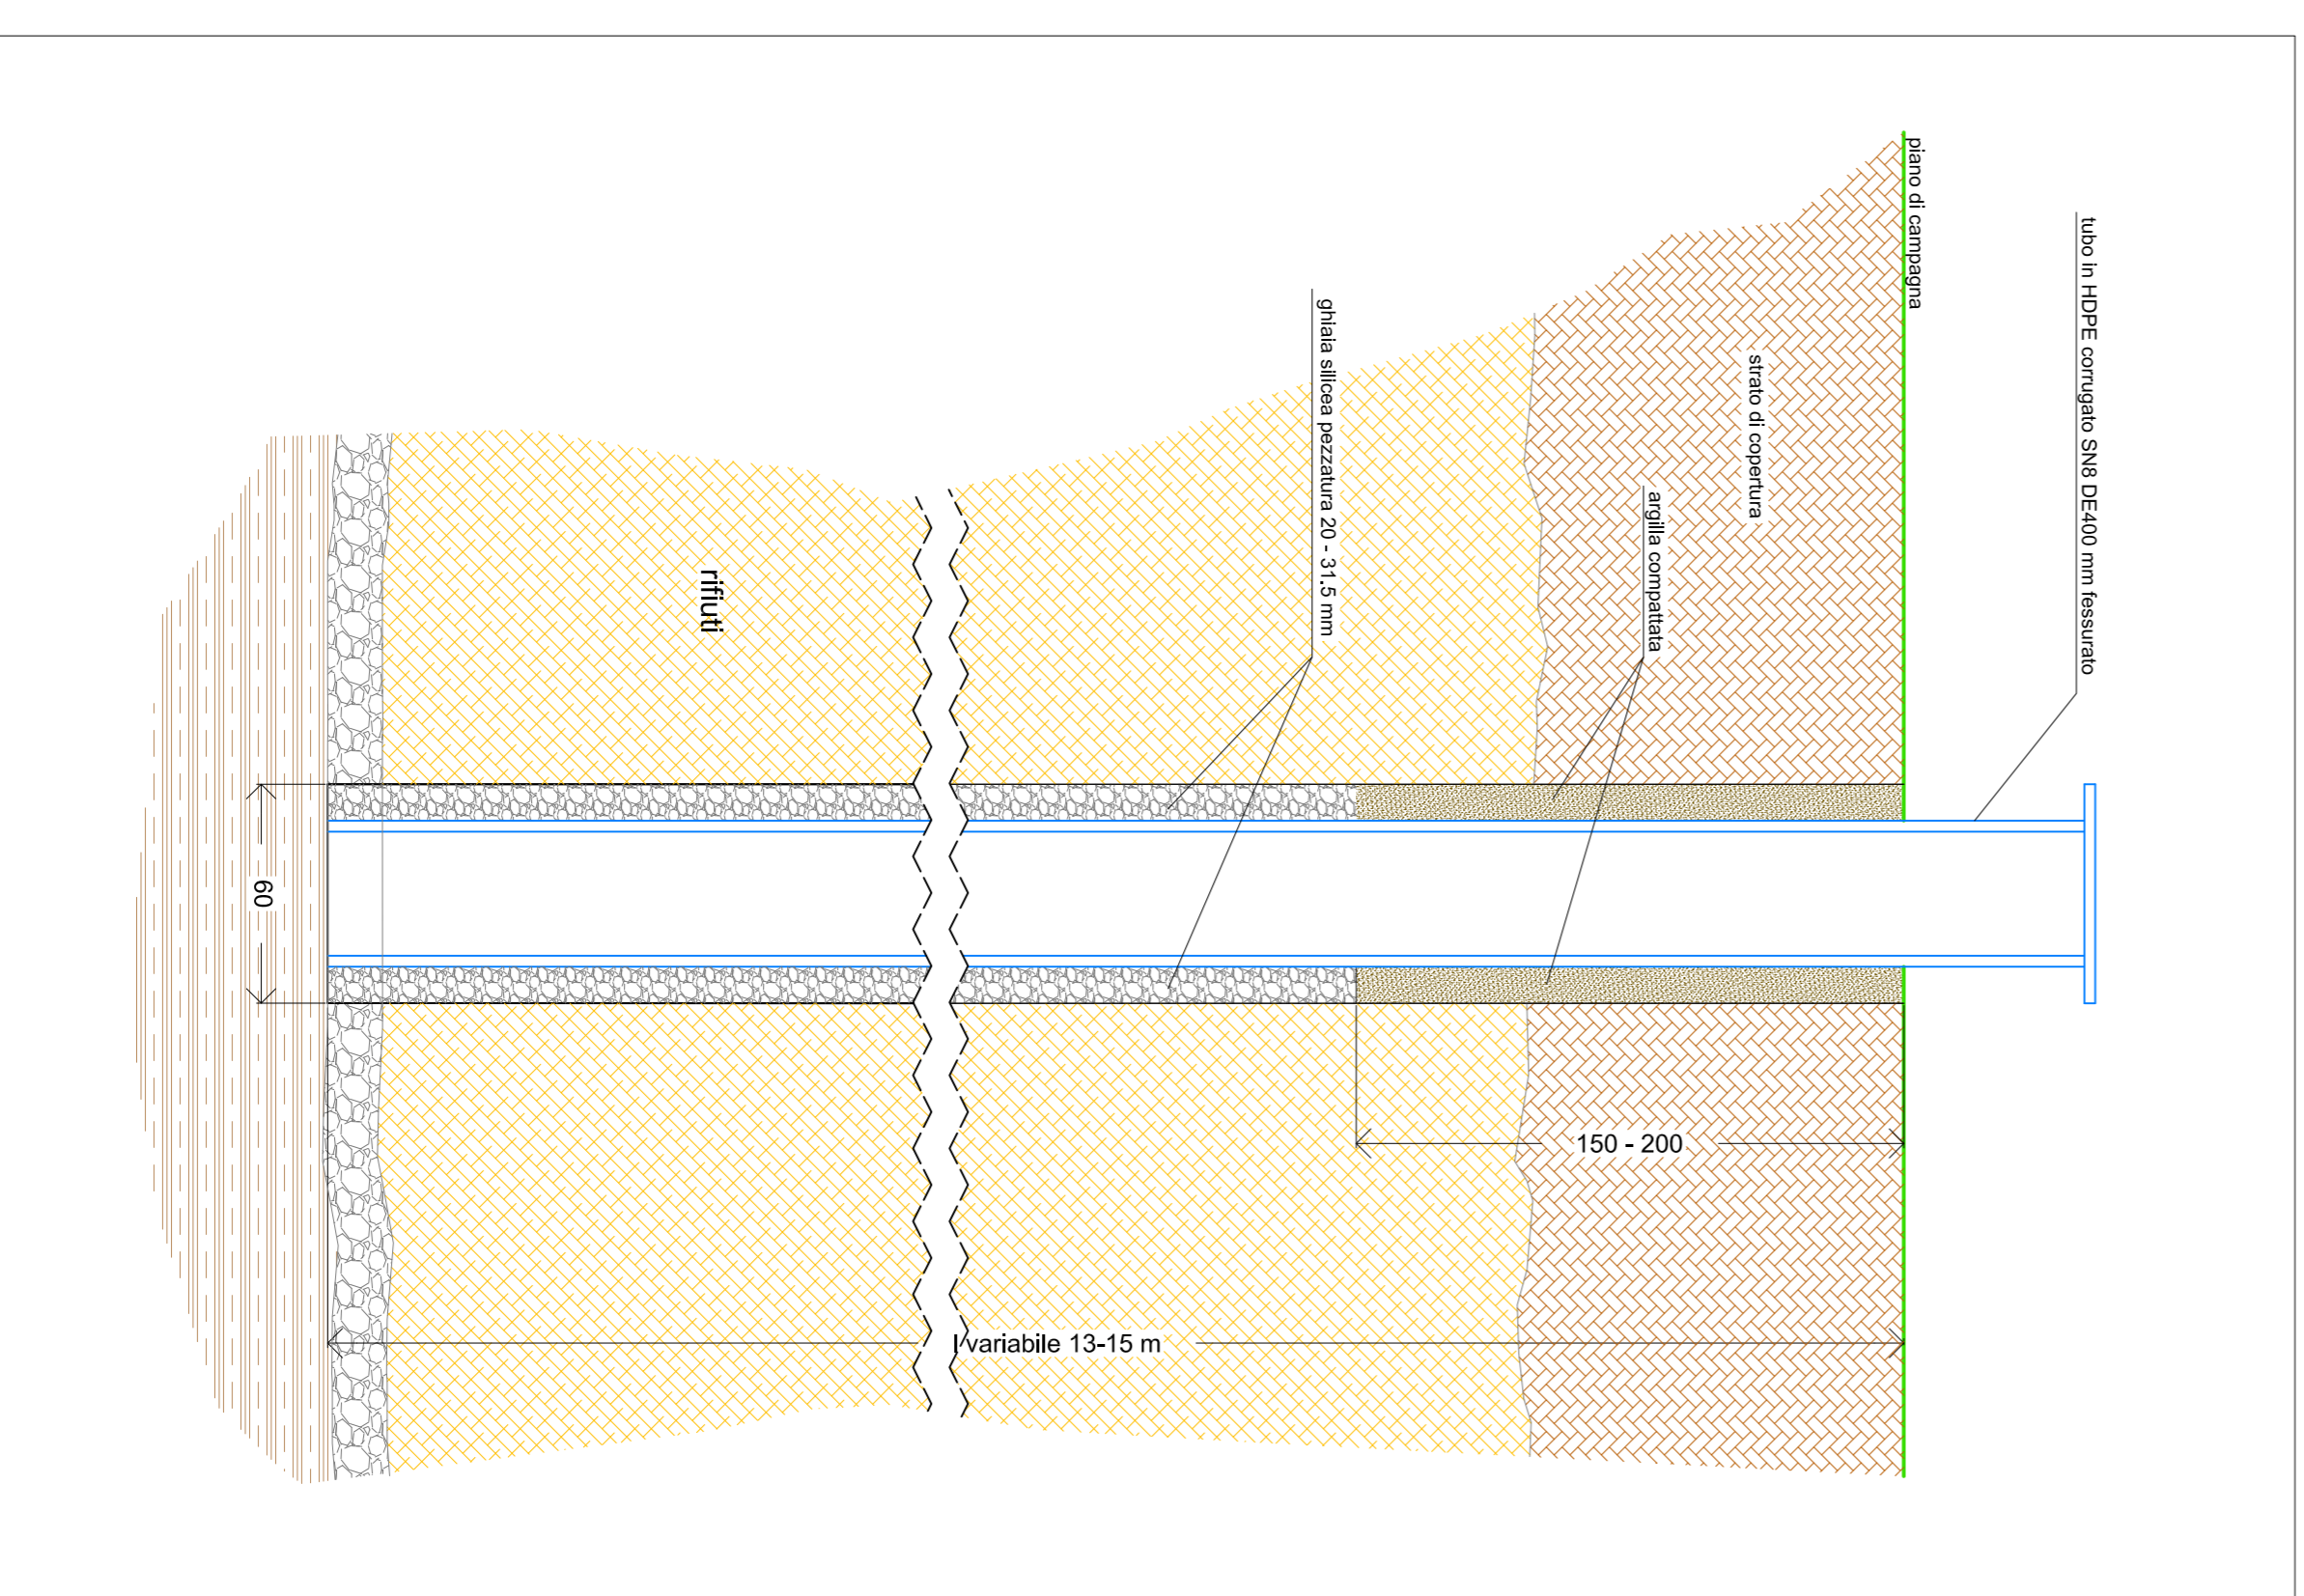 tubo in HDPE corrugato SN8 DE400 mm fessurato
piano di campagna
strato di copertura
argilla compattata
ghiaia silicea pezzatura 20 - 31.5 mm
rifiuti
150 - 200
l variabile 13-15 m
60